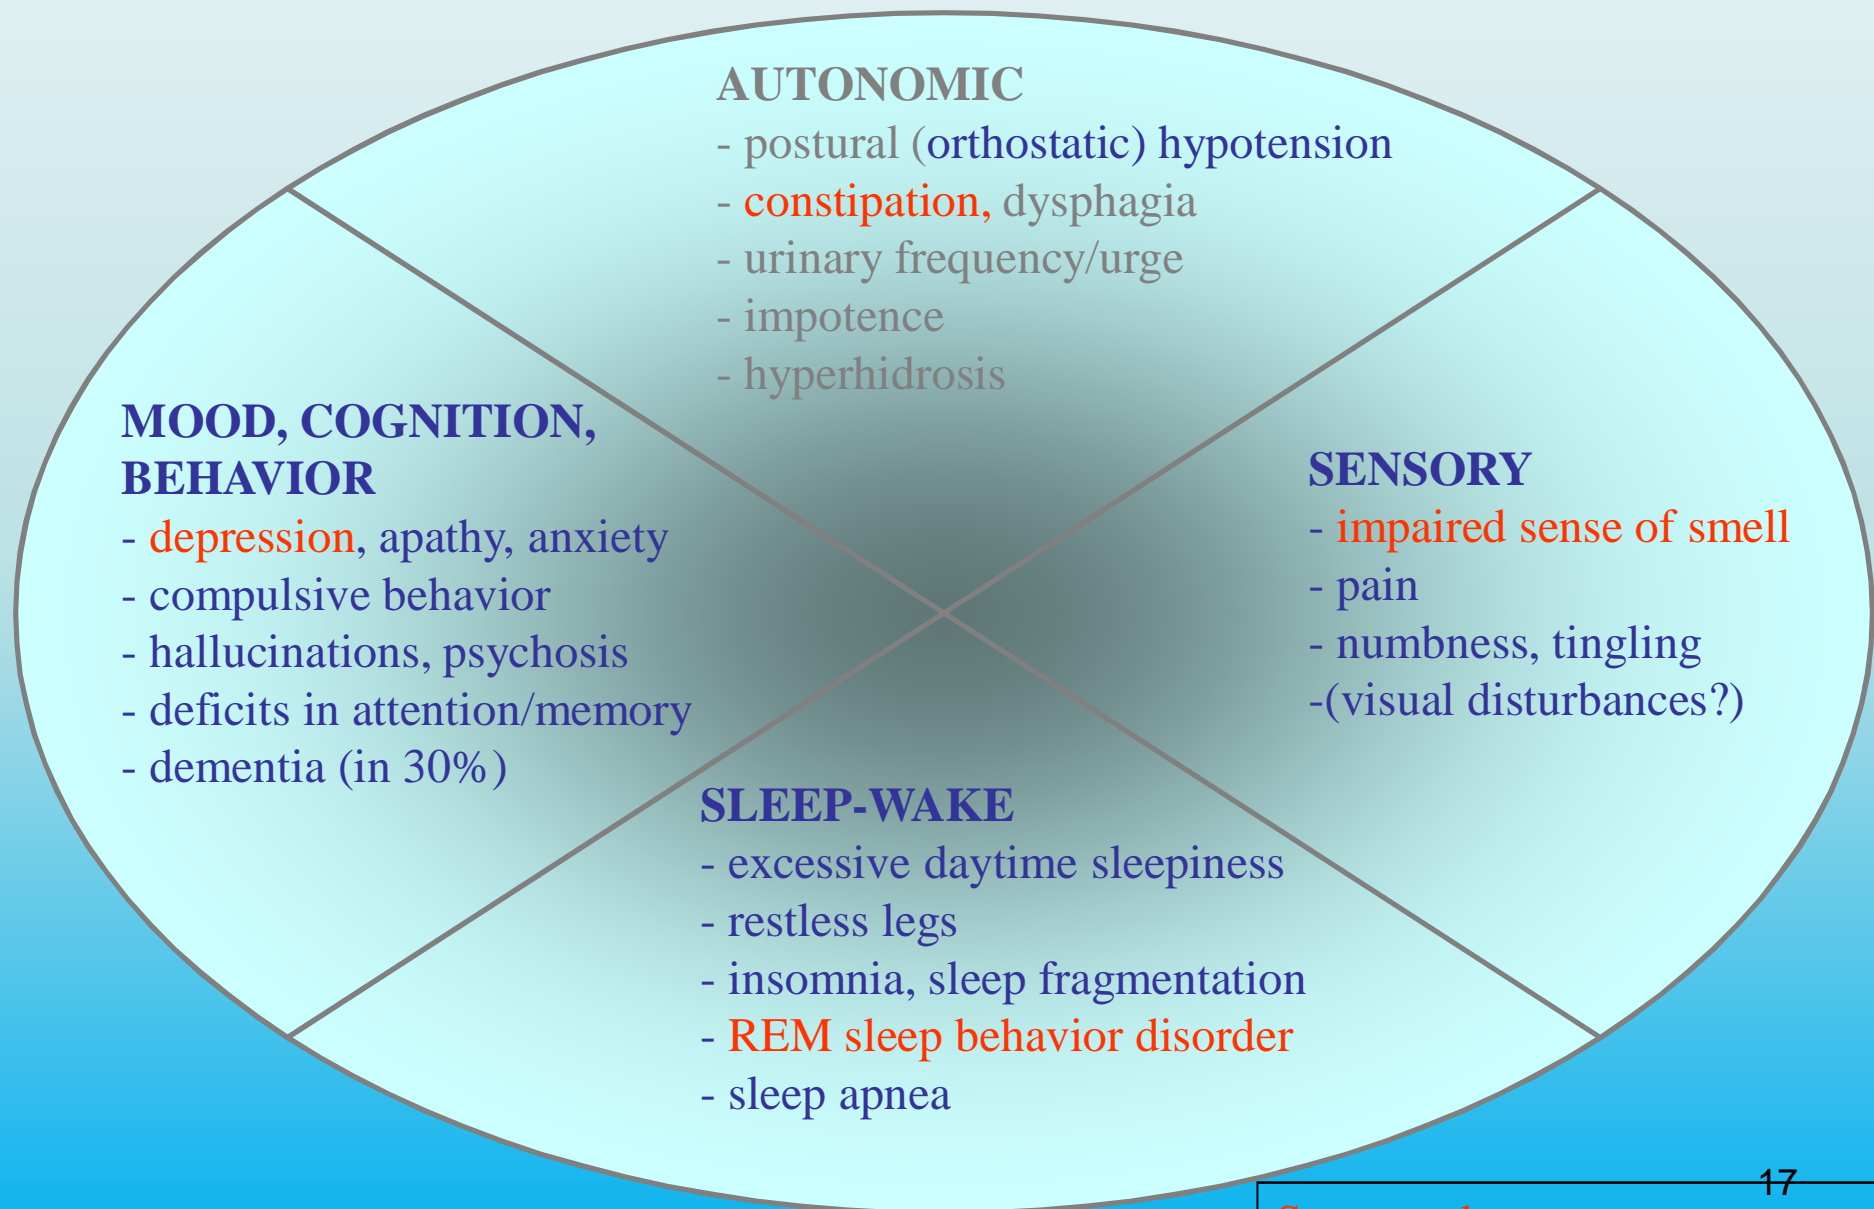 AUTONOMIC
- postural (orthostatic) hypotension
- constipation, dysphagia
- urinary frequency/urge
- impotence
- hyperhidrosis
MOOD, COGNITION,
BEHAVIOR
- depression, apathy, anxiety
- compulsive behavior
- hallucinations, psychosis
- deficits in attention/memory
- dementia (in 30%)
SENSORY
- impaired sense of smell
- pain
- numbness, tingling
-(visual disturbances?)
SLEEP-WAKE
- excessive daytime sleepiness
- restless legs
- insomnia, sleep fragmentation
- REM sleep behavior disorder
- sleep apnea
17